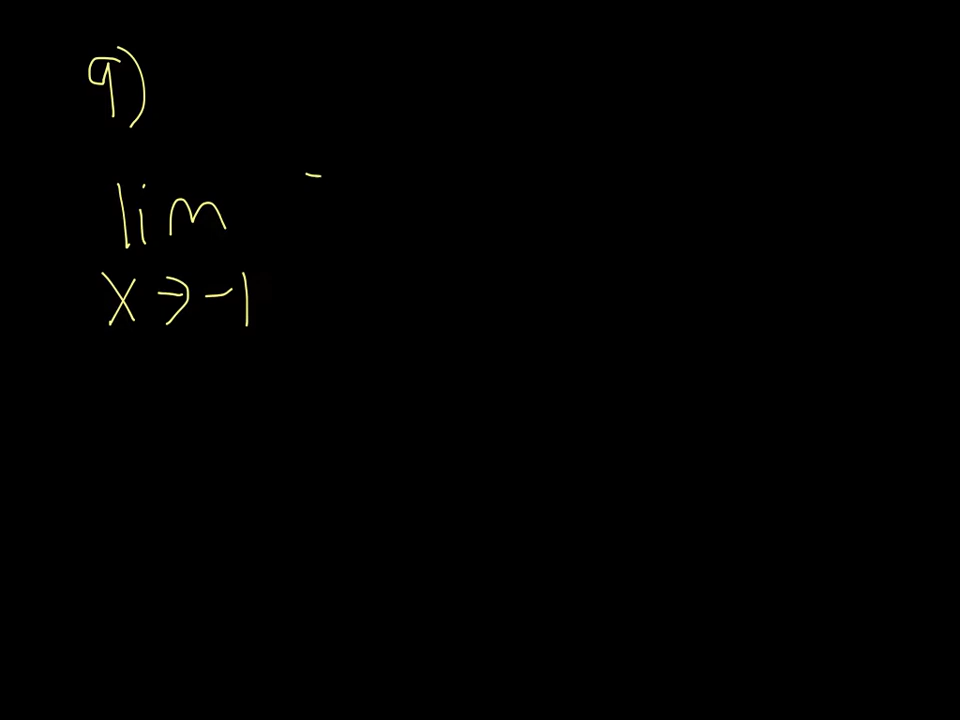 9)
lim -
x → -1